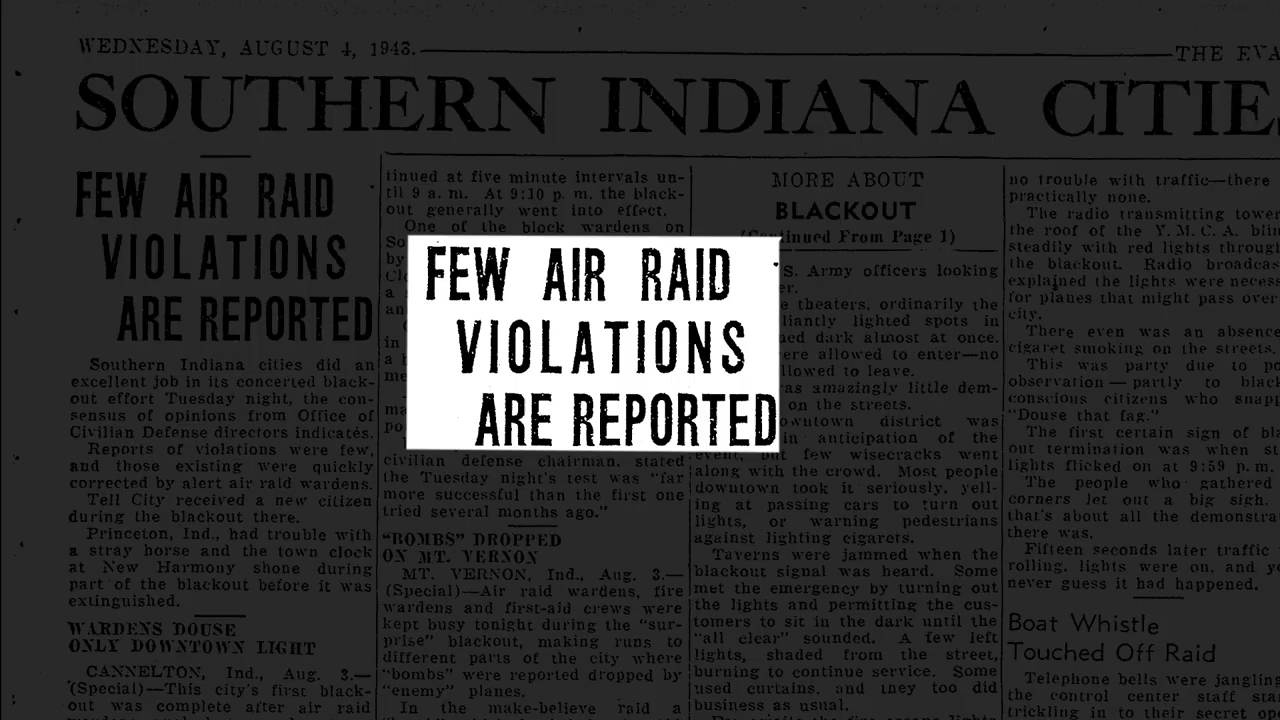 WEDNESDAY, AUGUST 4, 1943.
THE EVA
SOUTHERN INDIANA CITIE
FEW AIR RAID
VIOLATIONS
ARE REPORTED
Southern Indiana cities did an
excellent job in its concerted black-
out effort Tuesday night, the con-
sensus of opinions from Office of
Civilian Defense directors indicates.
Reports of violations were few,
and those existing were quickly
corrected by alert air raid wardens.
Tell City received a new citizen
during the blackout there.
Princeton, Ind., had trouble with
a stray horse and the town clock
at New Harmony shone during
part of the blackout before it was
extinguished.
WARDENS DOUSE
ONLY DOWNTOWN LIGHT
CANNELTON, Ind., Aug. 3.—
(Special)—This city's first black-
out was complete after air raid
tinued at five minute intervals un-
til 9 a. m. At 9:10 p. m. the black-
out generally went into effect.
One of the block wardens on
FEW AIR RAID
VIOLATIONS
ARE REPORTED
civilian defense chairman, stated
the Tuesday night's test was "far
more successful than the first one
tried several months ago."
"BOMBS" DROPPED
ON MT. VERNON
MT. VERNON, Ind., Aug. 3.—
(Special)—Air raid wardens, fire
wardens and first-aid crews were
kept busy tonight during the "sur-
prise" blackout, making runs to
different parts of the city where
"bombs" were reported dropped by
"enemy" planes.
In the make-believe raid a
MORE ABOUT
BLACKOUT
(Continued From Page 1)
S. Army officers looking
theaters, ordinarily the
liantly lighted spots in
ed dark almost at once.
ere allowed to enter—no
llowed to leave.
as amazingly little dem-
on the streets.
owntown district was
in anticipation of the
event, but few wisecracks went
along with the crowd. Most people
downtown took it seriously, yell-
ing at passing cars to turn out
lights, or warning pedestrians
against lighting cigarets.
Taverns were jammed when the
blackout signal was heard. Some
met the emergency by turning out
the lights and permitting the cus-
tomers to sit in the dark until the
"all clear" sounded. A few left
lights, shaded from the street,
burning to continue service. Some
used curtains, and they too did
business as usual.
no trouble with traffic—there
practically none.
The radio transmitting tower
the roof of the Y. M. C. A. blin
steadily with red lights through
the blackout. Radio broadcas
explained the lights were necess
for planes that might pass over
city.
There even was an absence
cigaret smoking on the streets.
This was party due to po
observation—partly to black
conscious citizens who snapp
"Douse that fag."
The first certain sign of bla
out termination was when st
lights flicked on at 9:59 p. m.
The people who gathered
corners let out a big sigh.
that's about all the demonstra
there was.
Fifteen seconds later traffic
rolling, lights were on, and yo
never guess it had happened.
Boat Whistle
Touched Off Raid
Telephone bells were jangling
the control center staff sta
trickling in to their secret op